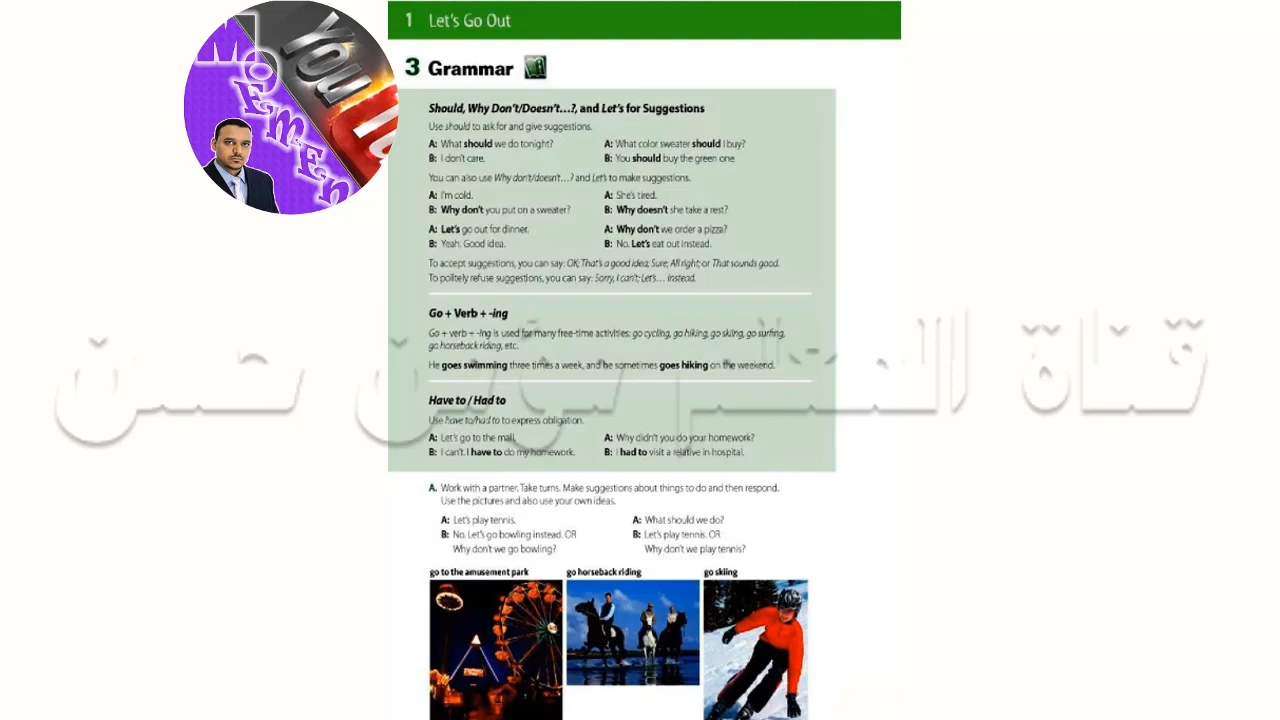 MOEMEN
You
1 Let's Go Out
3 Grammar
Should, Why Don't/Doesn't…?, and Let's for Suggestions
Use should to ask for and give suggestions.
A: What should we do tonight? A: What color sweater should I buy?
B: I don't care. B: You should buy the green one.
You can also use Why don't/doesn't…? and Let's to make suggestions.
A: I'm cold. A: She's tired.
B: Why don't you put on a sweater? B: Why doesn't she take a rest?
A: Let's go out for dinner. A: Why don't we order a pizza?
B: Yeah. Good idea. B: No. Let's eat out instead.
To accept suggestions, you can say: OK; That's a good idea; Sure; All right; or That sounds good.
To politely refuse suggestions, you can say: Sorry, I can't; Let's… instead.
Go + Verb + -ing
Go + verb + -ing is used for many free-time activities: go cycling, go hiking, go skiing, go surfing,
go horseback riding, etc.
He goes swimming three times a week, and he sometimes goes hiking on the weekend.
قناة المعلم مؤمن حسن
Have to / Had to
Use have to/had to to express obligation.
A: Let's go to the mall. A: Why didn't you do your homework?
B: I can't. I have to do my homework. B: I had to visit a relative in hospital.
A. Work with a partner. Take turns. Make suggestions about things to do and then respond.
Use the pictures and also use your own ideas.
A: Let's play tennis. A: What should we do?
B: No. Let's go bowling instead. OR B: Let's play tennis. OR
Why don't we go bowling? Why don't we play tennis?
go to the amusement park go horseback riding go skiing